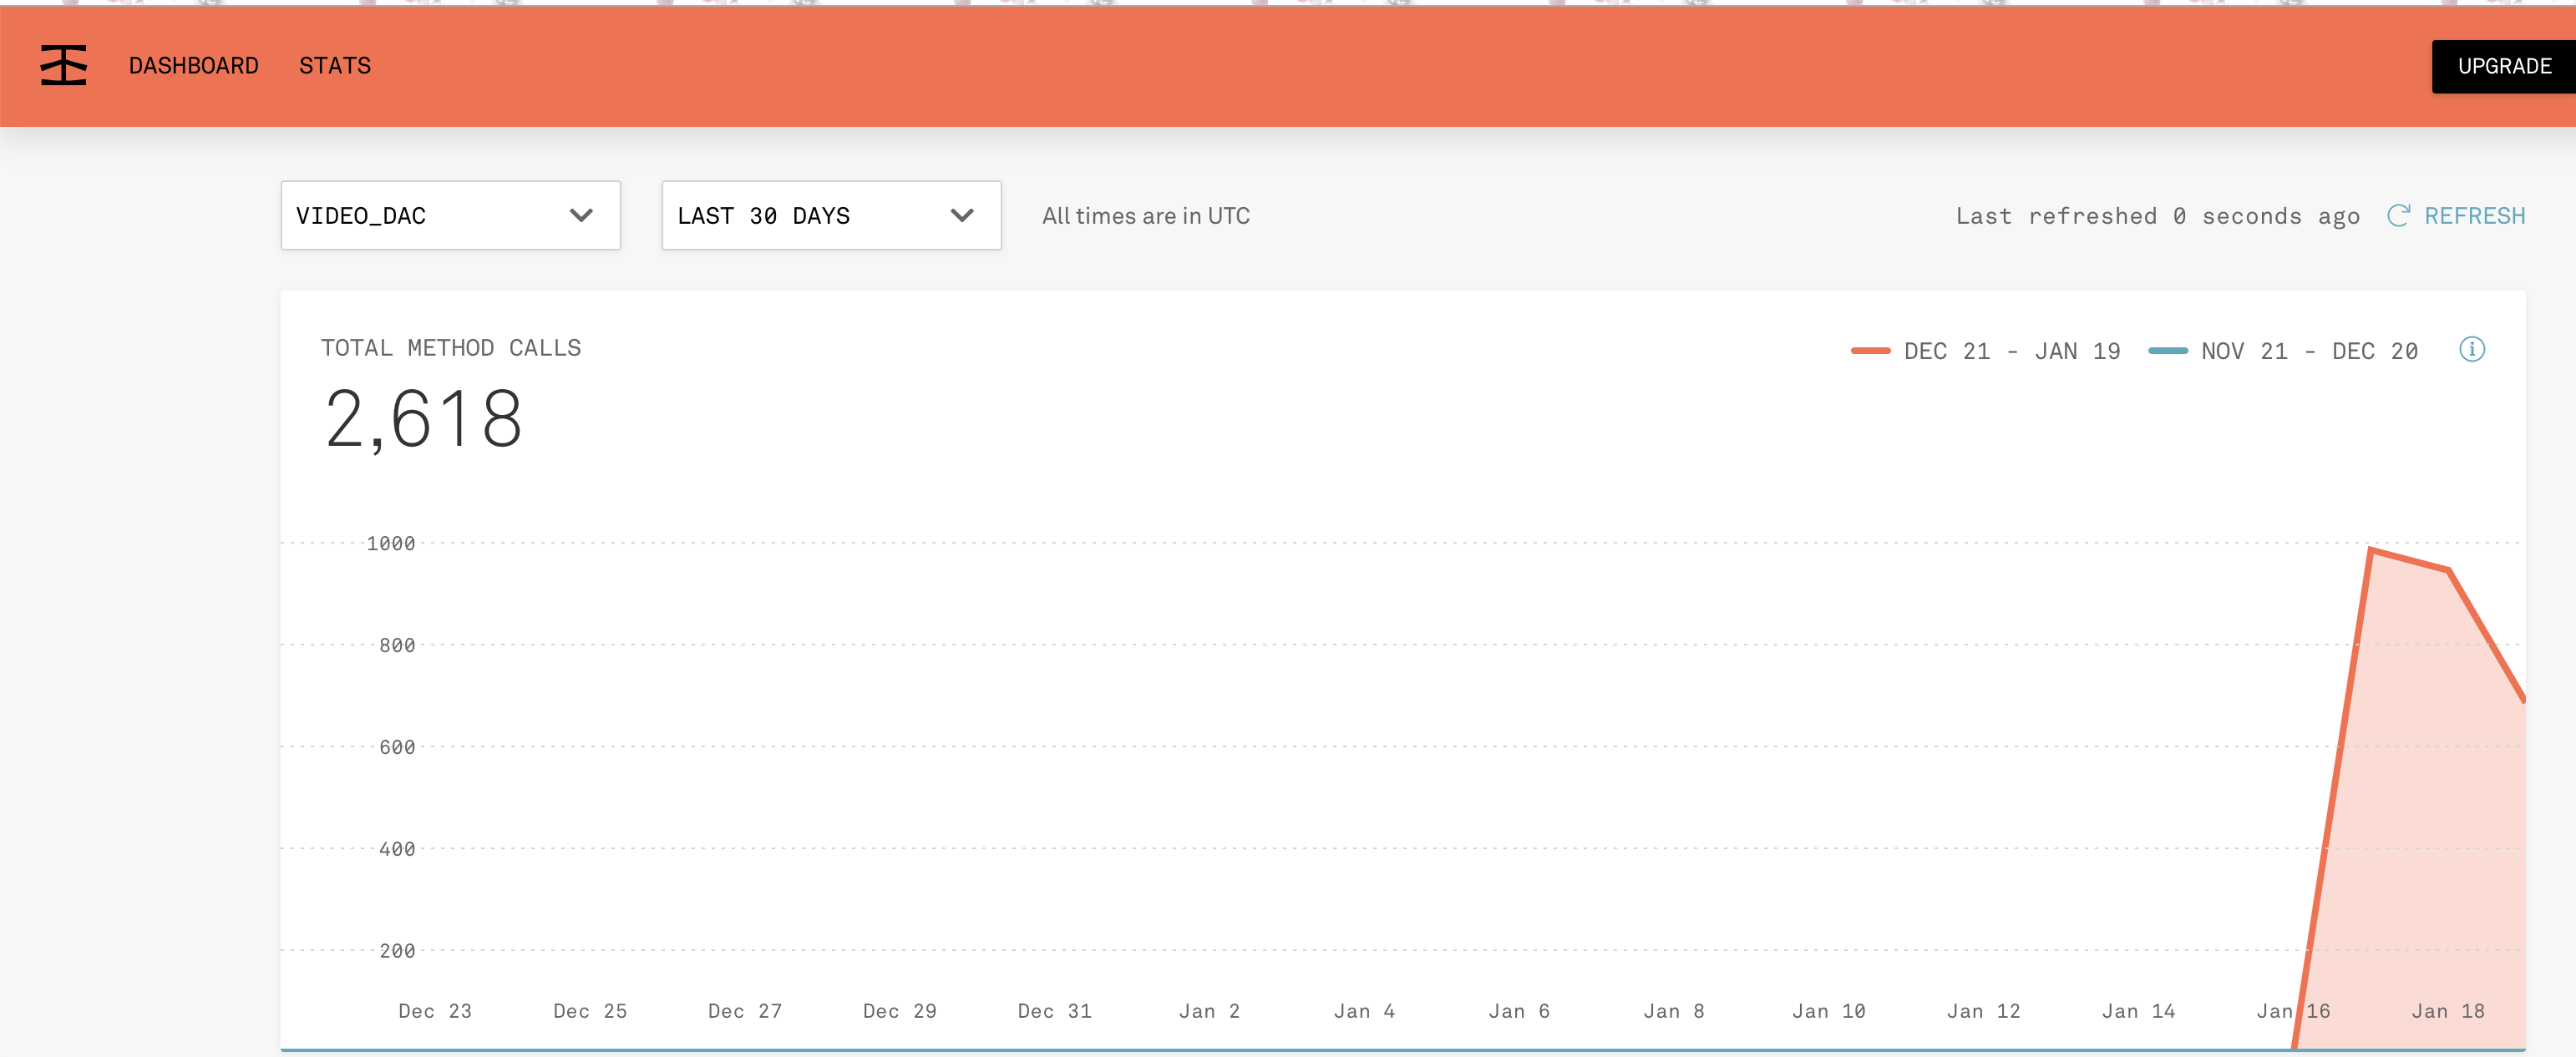 DASHBOARD STATS UPGRADE
VIDEO_DAC LAST 30 DAYS All times are in UTC Last refreshed 0 seconds ago REFRESH
TOTAL METHOD CALLS DEC 21 - JAN 19 NOV 21 - DEC 20
2,618
1000
800
600
400
200
Dec 23 Dec 25 Dec 27 Dec 29 Dec 31 Jan 2 Jan 4 Jan 6 Jan 8 Jan 10 Jan 12 Jan 14 Jan 16 Jan 18